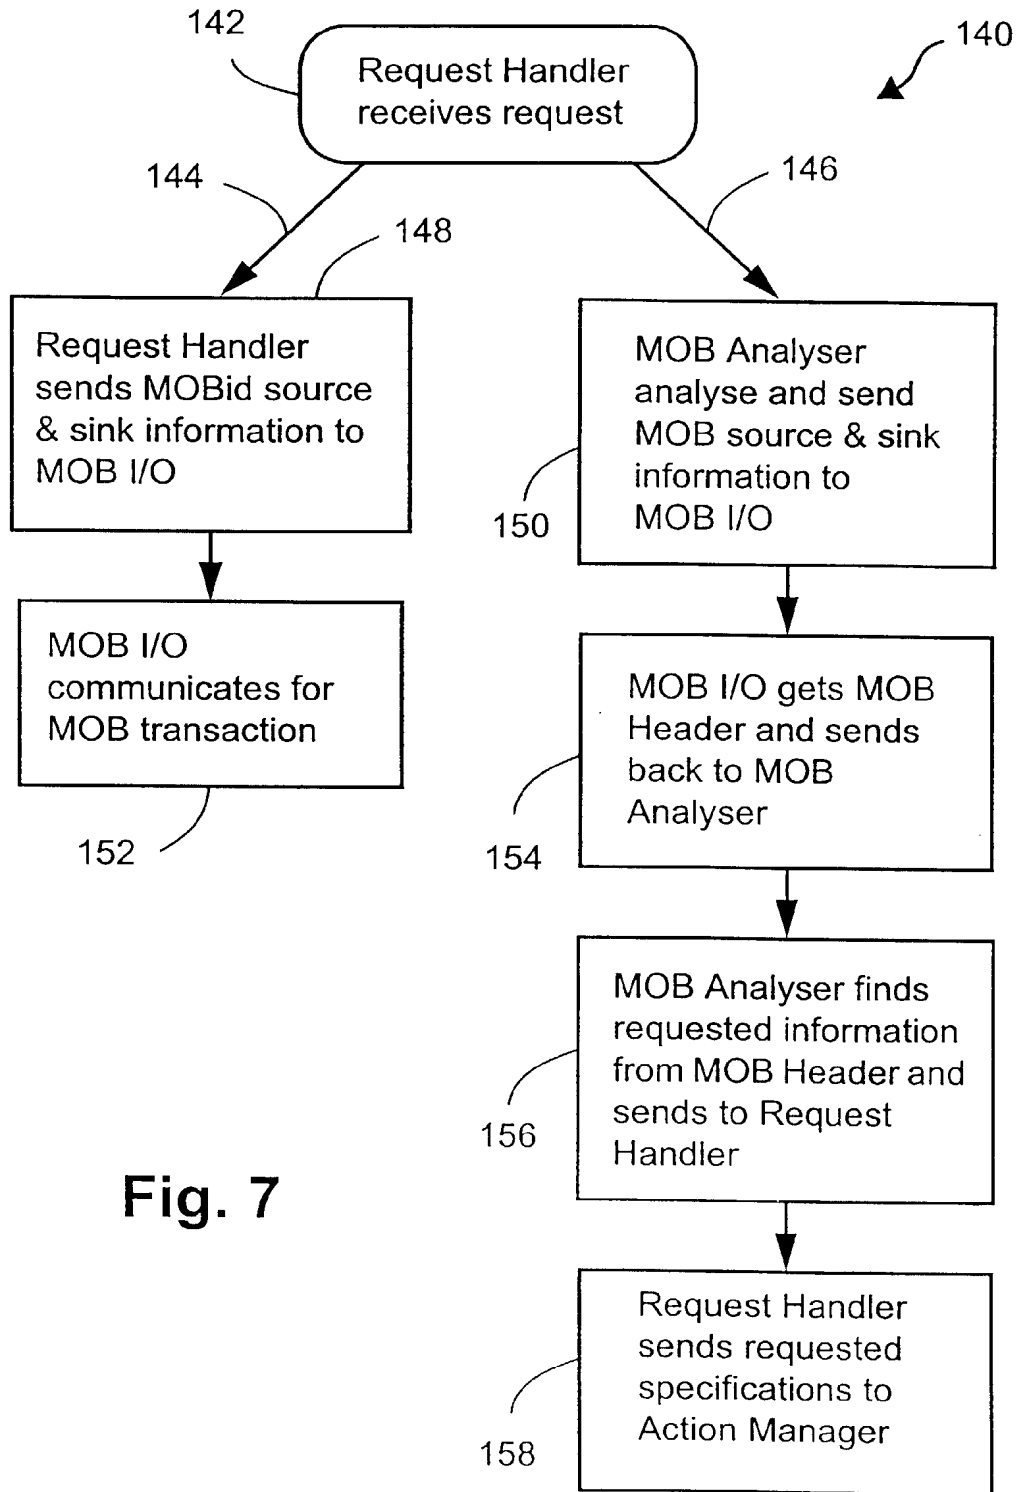 142
140
Request Handler
receives request
144
146
148
Request Handler
sends MOBid source
& sink information to
MOB I/O
MOB Analyser
analyse and send
MOB source & sink
information to
MOB I/O
150
MOB I/O
communicates for
MOB transaction
152
MOB I/O gets MOB
Header and sends
back to MOB
Analyser
154
MOB Analyser finds
requested information
from MOB Header and
sends to Request
Handler
156
Fig. 7
Request Handler
sends requested
specifications to
Action Manager
158